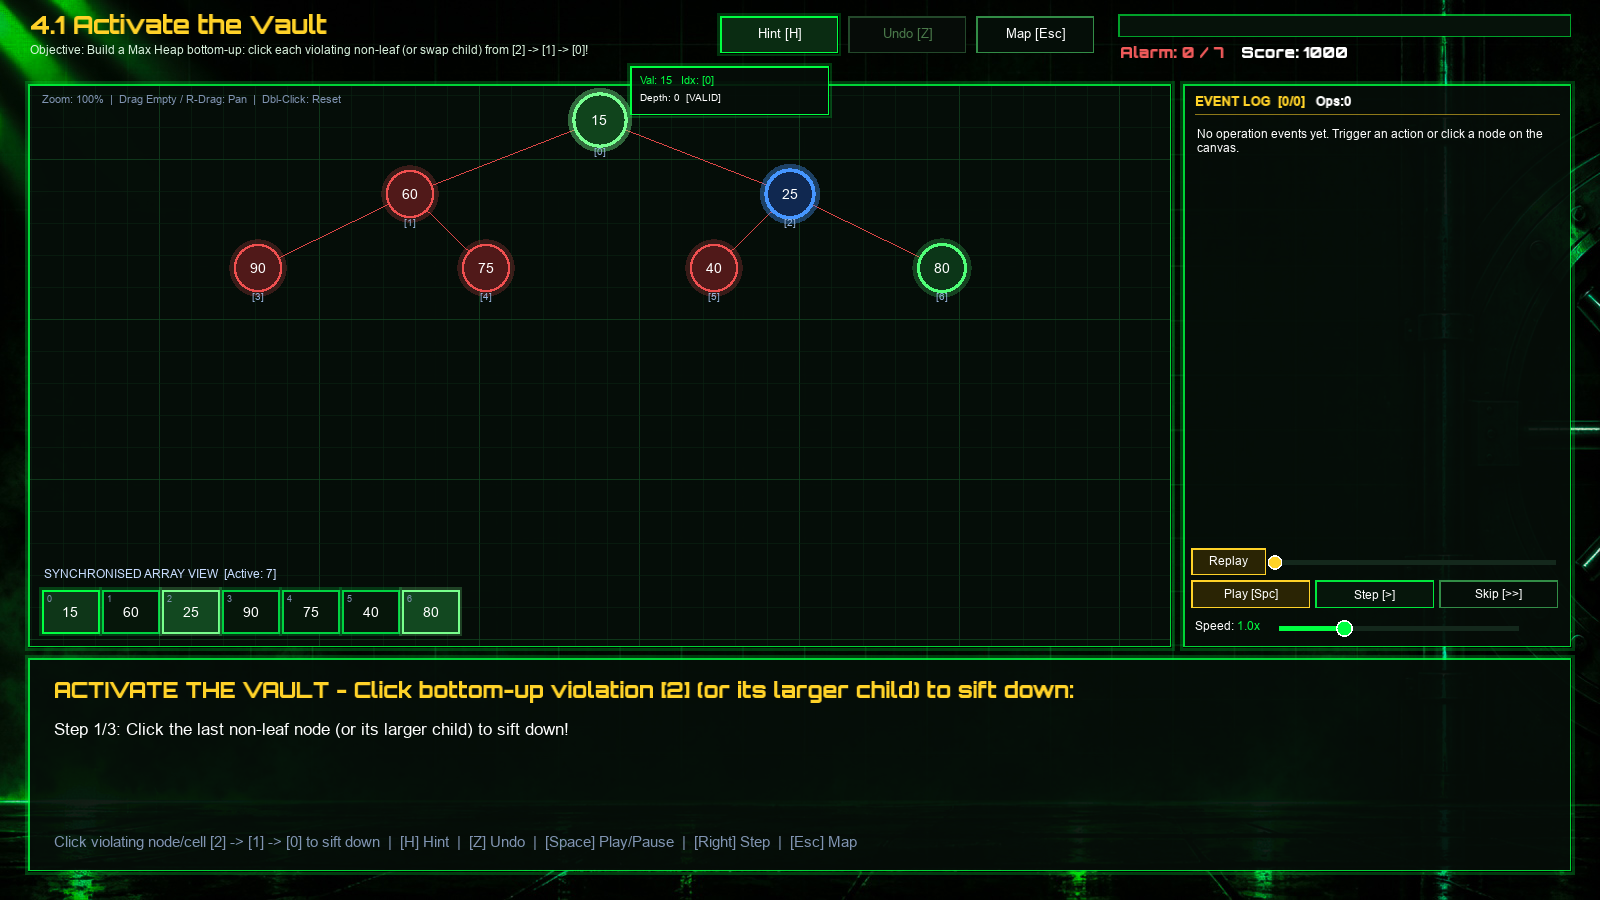 4.1 Activate the Vault
Objective: Build a Max Heap bottom-up: click each violating non-leaf (or swap child) from [2] -> [1] -> [0]!
Hint [H]
Undo [Z]
Map [Esc]
Alarm: 0 / 7
Score: 1000
Zoom: 100% | Drag Empty / R-Drag: Pan | Dbl-Click: Reset
Val: 15 Idx: [0]
Depth: 0 [VALID]
15
[0]
60
[1]
25
[2]
90
[3]
75
[4]
40
[5]
80
[6]
SYNCHRONISED ARRAY VIEW [Active: 7]
0 15
1 60
2 25
3 90
4 75
5 40
6 80
EVENT LOG [0/0] Ops:0
No operation events yet. Trigger an action or click a node on the
canvas.
Replay
Play [Spc]
Step [>]
Skip [>>]
Speed: 1.0x
ACTIVATE THE VAULT - Click bottom-up violation [2] (or its larger child) to sift down:
Step 1/3: Click the last non-leaf node (or its larger child) to sift down!
Click violating node/cell [2] -> [1] -> [0] to sift down | [H] Hint | [Z] Undo | [Space] Play/Pause | [Right] Step | [Esc] Map